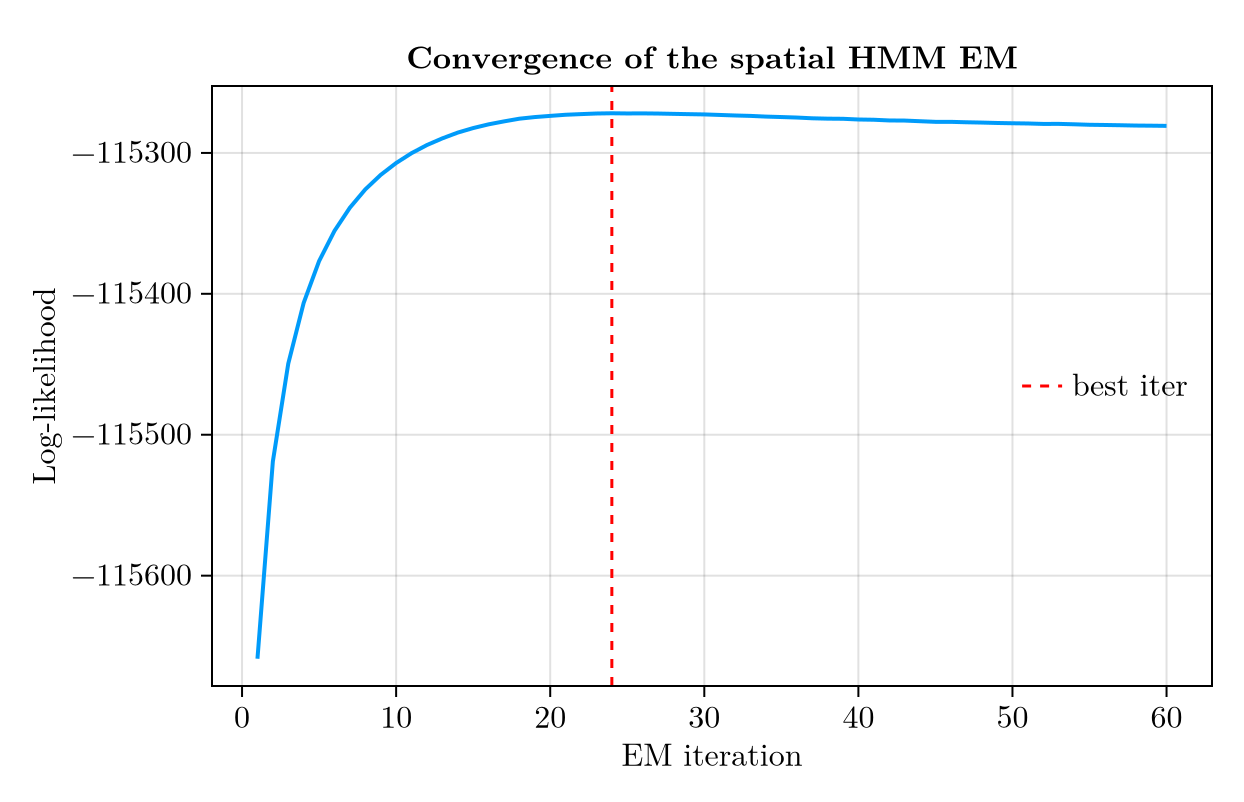 Convergence of the spatial HMM EM
Log-likelihood
−115300
−115400
−115500
−115600
best iter
0 10 20 30 40 50 60
EM iteration